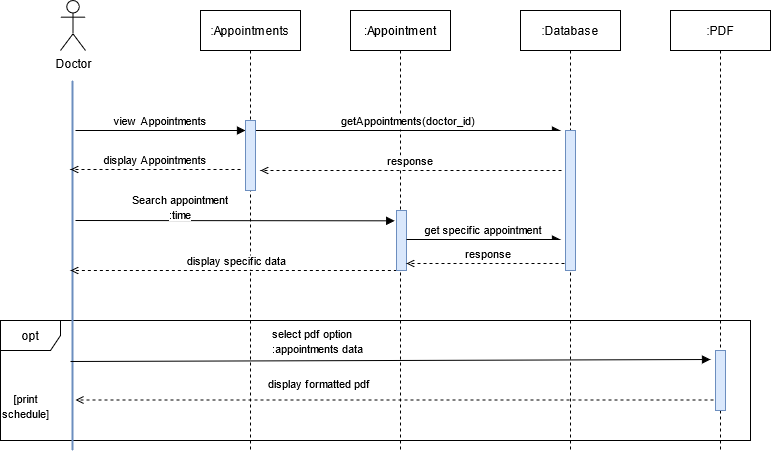 :Appointments
:Appointment
:Database
:PDF
Doctor
view Appointments
getAppointments(doctor_id)
display Appointments
response
Search appointment
:time
get specific appointment
display specific data
response
opt
select pdf option
:appointments data
display formatted pdf
[print
schedule]